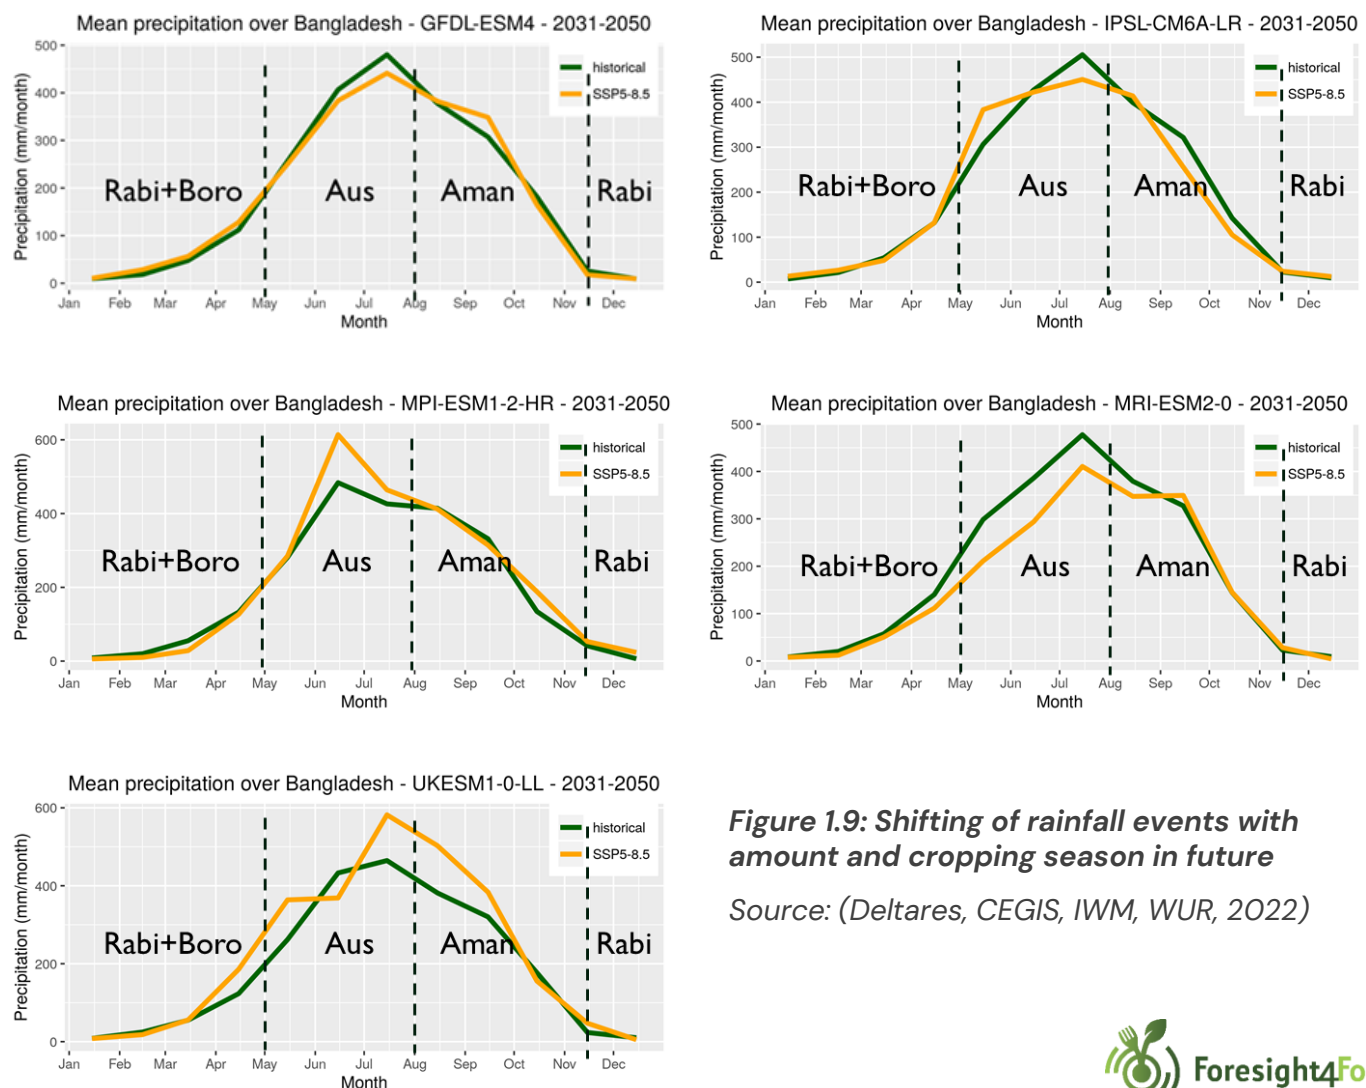 Mean precipitation over Bangladesh - GFDL-ESM4 - 2031-2050
Precipitation (mm/month)
500
400
300
200
100
0
historical
SSP5-8.5
Rabi+Boro
Aus
Aman
Rabi
Jan Feb Mar Apr May Jun Jul Aug Sep Oct Nov Dec
Month
Mean precipitation over Bangladesh - IPSL-CM6A-LR - 2031-2050
Precipitation (mm/month)
500
400
300
200
100
0
historical
SSP5-8.5
Rabi+Boro
Aus
Aman
Rabi
Jan Feb Mar Apr May Jun Jul Aug Sep Oct Nov Dec
Month
Mean precipitation over Bangladesh - MPI-ESM1-2-HR - 2031-2050
Precipitation (mm/month)
600
400
200
0
historical
SSP5-8.5
Rabi+Boro
Aus
Aman
Rabi
Jan Feb Mar Apr May Jun Jul Aug Sep Oct Nov Dec
Month
Mean precipitation over Bangladesh - MRI-ESM2-0 - 2031-2050
Precipitation (mm/month)
500
400
300
200
100
0
historical
SSP5-8.5
Rabi+Boro
Aus
Aman
Rabi
Jan Feb Mar Apr May Jun Jul Aug Sep Oct Nov Dec
Month
Mean precipitation over Bangladesh - UKESM1-0-LL - 2031-2050
Precipitation (mm/month)
600
400
200
0
historical
SSP5-8.5
Rabi+Boro
Aus
Aman
Rabi
Jan Feb Mar Apr May Jun Jul Aug Sep Oct Nov Dec
Month
Figure 1.9: Shifting of rainfall events with
amount and cropping season in future
Source: (Deltares, CEGIS, IWM, WUR, 2022)
Foresight4Fo